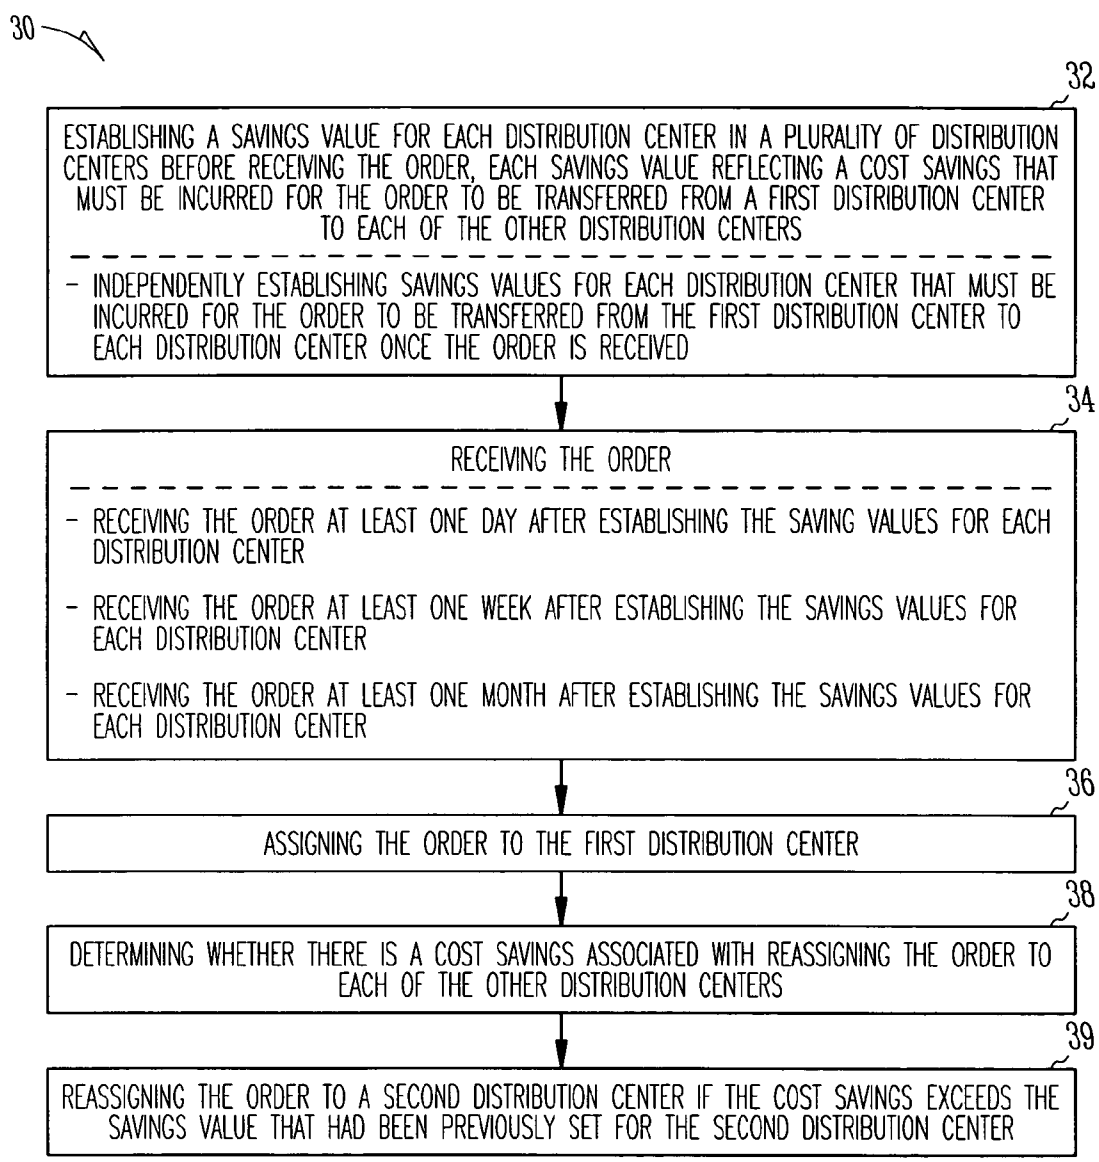 30
32
ESTABLISHING A SAVINGS VALUE FOR EACH DISTRIBUTION CENTER IN A PLURALITY OF DISTRIBUTION
CENTERS BEFORE RECEIVING THE ORDER, EACH SAVINGS VALUE REFLECTING A COST SAVINGS THAT
MUST BE INCURRED FOR THE ORDER TO BE TRANSFERRED FROM A FIRST DISTRIBUTION CENTER
TO EACH OF THE OTHER DISTRIBUTION CENTERS
- INDEPENDENTLY ESTABLISHING SAVINGS VALUES FOR EACH DISTRIBUTION CENTER THAT MUST BE
INCURRED FOR THE ORDER TO BE TRANSFERRED FROM THE FIRST DISTRIBUTION CENTER TO
EACH DISTRIBUTION CENTER ONCE THE ORDER IS RECEIVED
34
RECEIVING THE ORDER
- RECEIVING THE ORDER AT LEAST ONE DAY AFTER ESTABLISHING THE SAVING VALUES FOR EACH
DISTRIBUTION CENTER
- RECEIVING THE ORDER AT LEAST ONE WEEK AFTER ESTABLISHING THE SAVINGS VALUES FOR
EACH DISTRIBUTION CENTER
- RECEIVING THE ORDER AT LEAST ONE MONTH AFTER ESTABLISHING THE SAVINGS VALUES FOR
EACH DISTRIBUTION CENTER
36
ASSIGNING THE ORDER TO THE FIRST DISTRIBUTION CENTER
38
DETERMINING WHETHER THERE IS A COST SAVINGS ASSOCIATED WITH REASSIGNING THE ORDER TO
EACH OF THE OTHER DISTRIBUTION CENTERS
39
REASSIGNING THE ORDER TO A SECOND DISTRIBUTION CENTER IF THE COST SAVINGS EXCEEDS THE
SAVINGS VALUE THAT HAD BEEN PREVIOUSLY SET FOR THE SECOND DISTRIBUTION CENTER